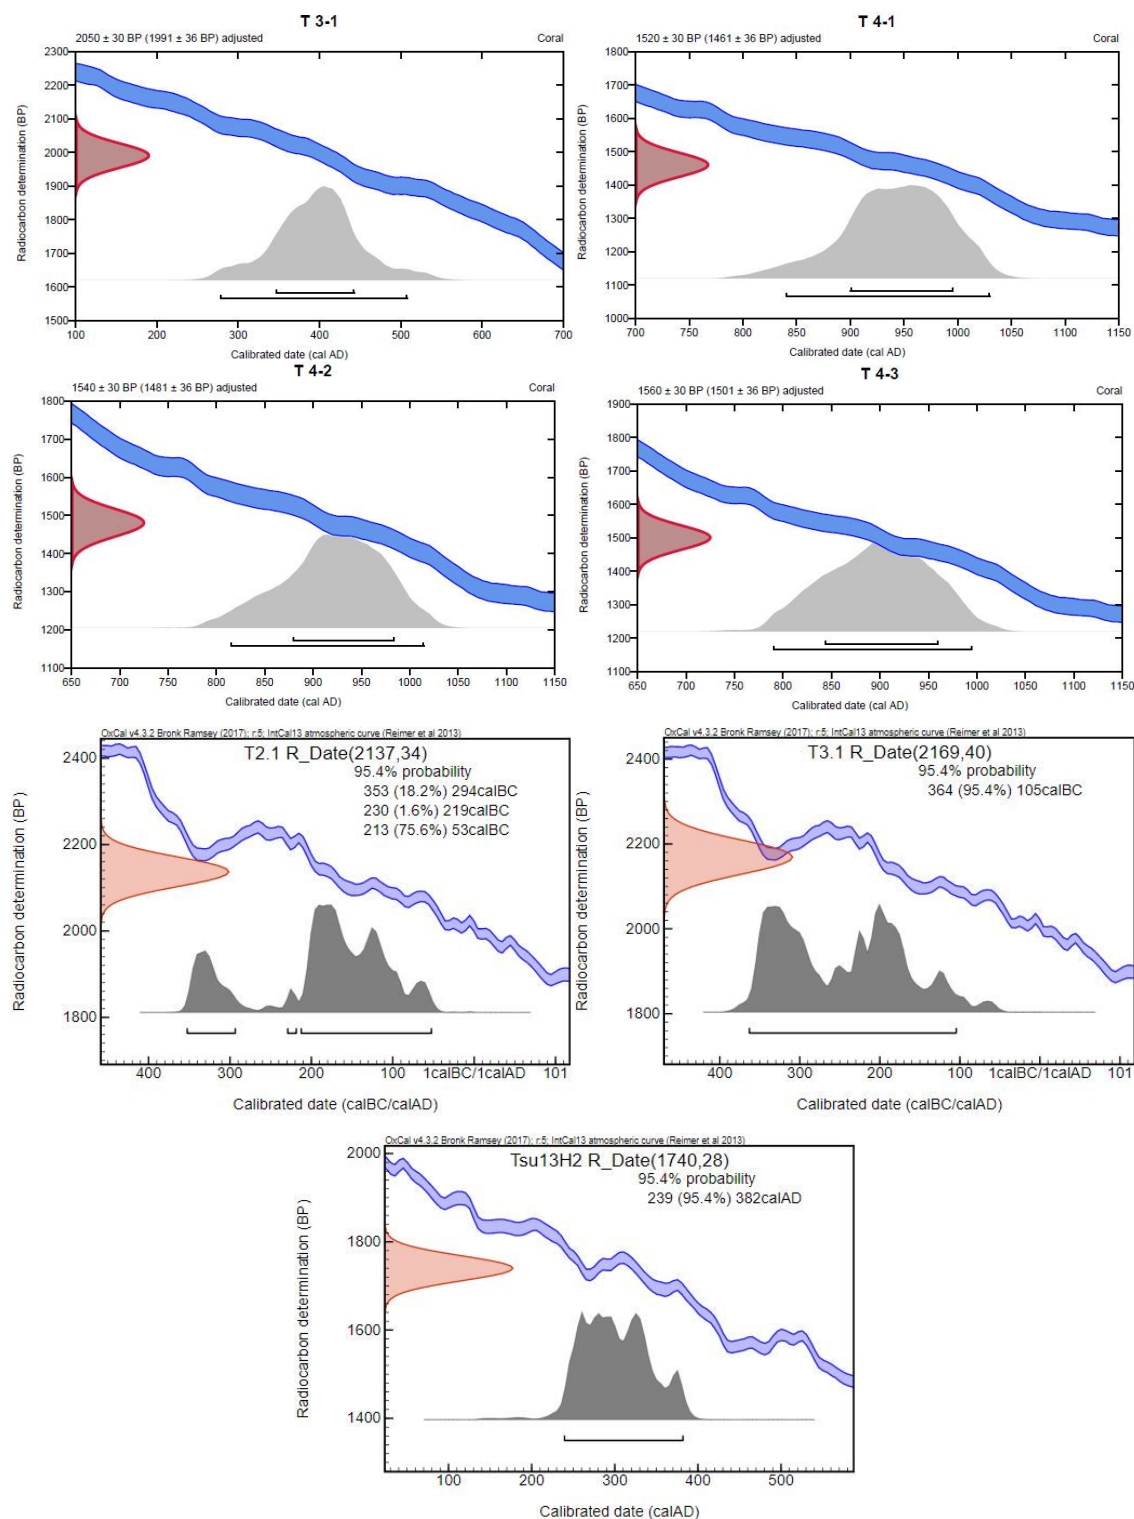 T 3-1
2050 ± 30 BP (1991 ± 36 BP) adjusted Coral
Radiocarbon determination (BP)
2300
2200
2100
2000
1900
1800
1700
1600
1500
100 200 300 400 500 600 700
Calibrated date (cal AD)
T 4-1
1520 ± 30 BP (1461 ± 36 BP) adjusted Coral
Radiocarbon determination (BP)
1800
1700
1600
1500
1400
1300
1200
1100
1000
700 750 800 850 900 950 1000 1050 1100 1150
Calibrated date (cal AD)
T 4-2
1540 ± 30 BP (1481 ± 36 BP) adjusted Coral
Radiocarbon determination (BP)
1800
1700
1600
1500
1400
1300
1200
1100
650 700 750 800 850 900 950 1000 1050 1100 1150
Calibrated date (cal AD)
T 4-3
1560 ± 30 BP (1501 ± 36 BP) adjusted Coral
Radiocarbon determination (BP)
1900
1800
1700
1600
1500
1400
1300
1200
1100
650 700 750 800 850 900 950 1000 1050 1100 1150
Calibrated date (cal AD)
OxCal v4.3.2 Bronk Ramsey (2017); r:5; IntCal13 atmospheric curve (Reimer et al 2013)
T2.1 R_Date(2137,34)
95.4% probability
353 (18.2%) 294calBC
230 (1.6%) 219calBC
213 (75.6%) 53calBC
Radiocarbon determination (BP)
2400
2200
2000
1800
400 300 200 100 1calBC/1calAD 101
Calibrated date (calBC/calAD)
OxCal v4.3.2 Bronk Ramsey (2017); r:5; IntCal13 atmospheric curve (Reimer et al 2013)
T3.1 R_Date(2169,40)
95.4% probability
364 (95.4%) 105calBC
Radiocarbon determination (BP)
2400
2200
2000
1800
400 300 200 100 1calBC/1calAD 101
Calibrated date (calBC/calAD)
OxCal v4.3.2 Bronk Ramsey (2017); r:5; IntCal13 atmospheric curve (Reimer et al 2013)
Tsu13H2 R_Date(1740,28)
95.4% probability
239 (95.4%) 382calAD
Radiocarbon determination (BP)
2000
1800
1600
1400
100 200 300 400 500
Calibrated date (calAD)